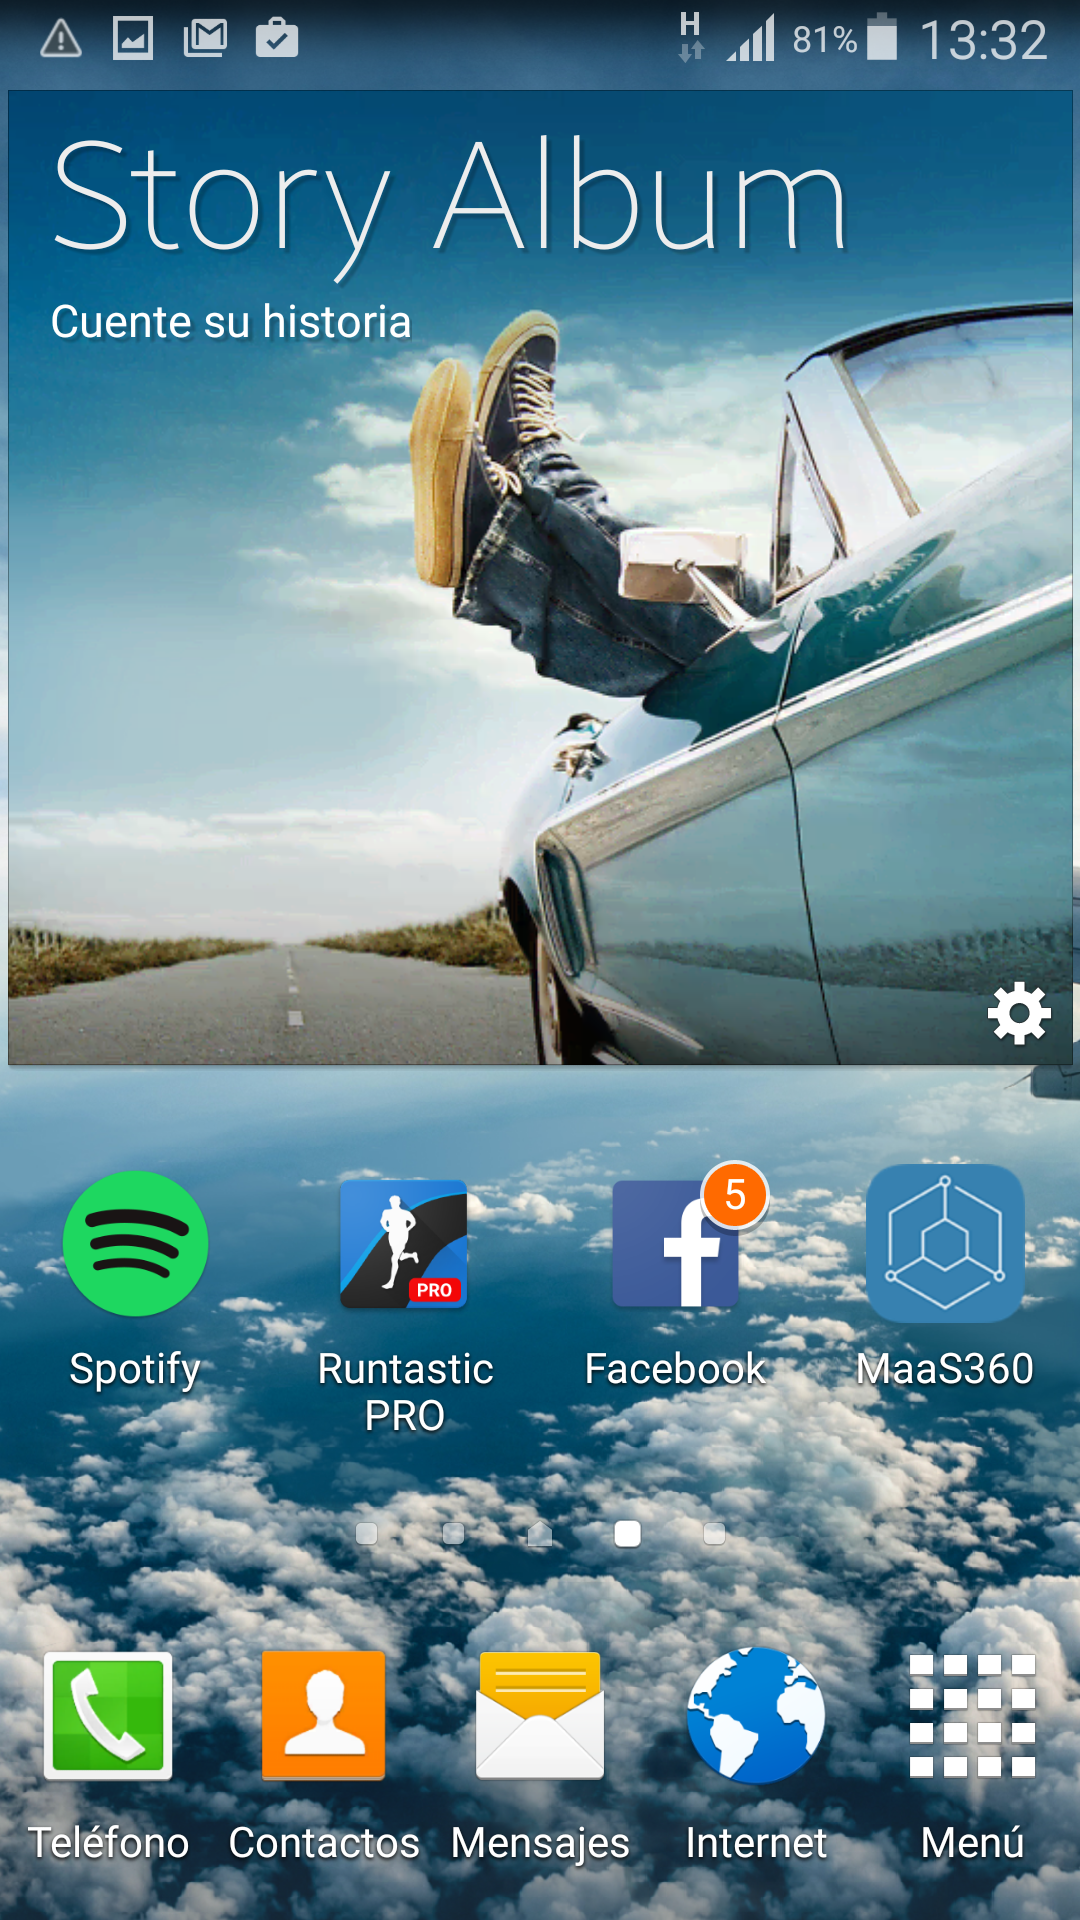 H 81% 13:32
Story Album
Cuente su historia
PRO
5
Spotify
Runtastic
PRO
Facebook
MaaS360
Teléfono
Contactos
Mensajes
Internet
Menú